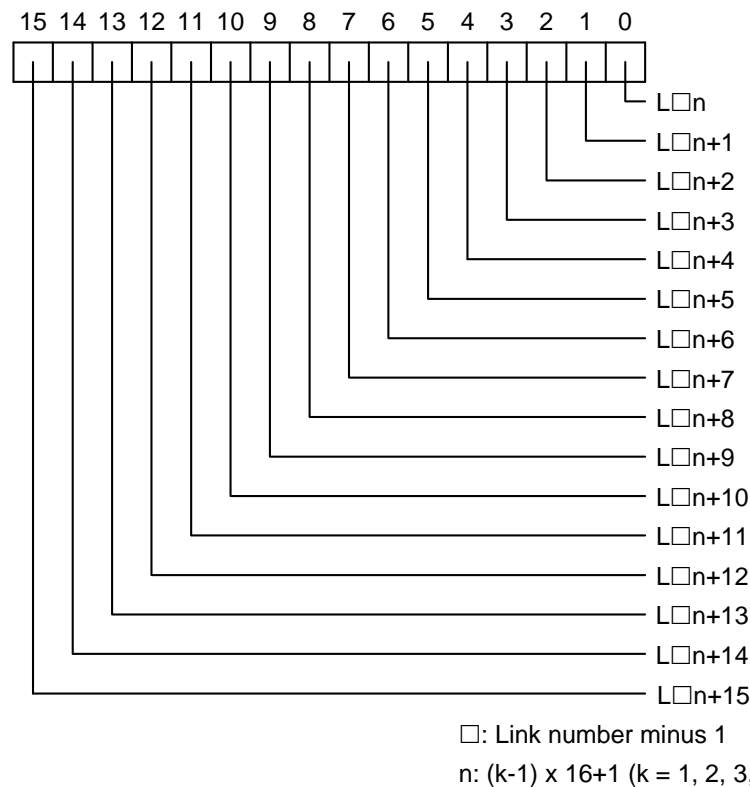 15 14 13 12 11 10 9 8 7 6 5 4 3 2 1 0
L□n
L□n+1
L□n+2
L□n+3
L□n+4
L□n+5
L□n+6
L□n+7
L□n+8
L□n+9
L□n+10
L□n+11
L□n+12
L□n+13
L□n+14
L□n+15
□: Link number minus 1
n: (k-1) x 16+1 (k = 1, 2, 3,